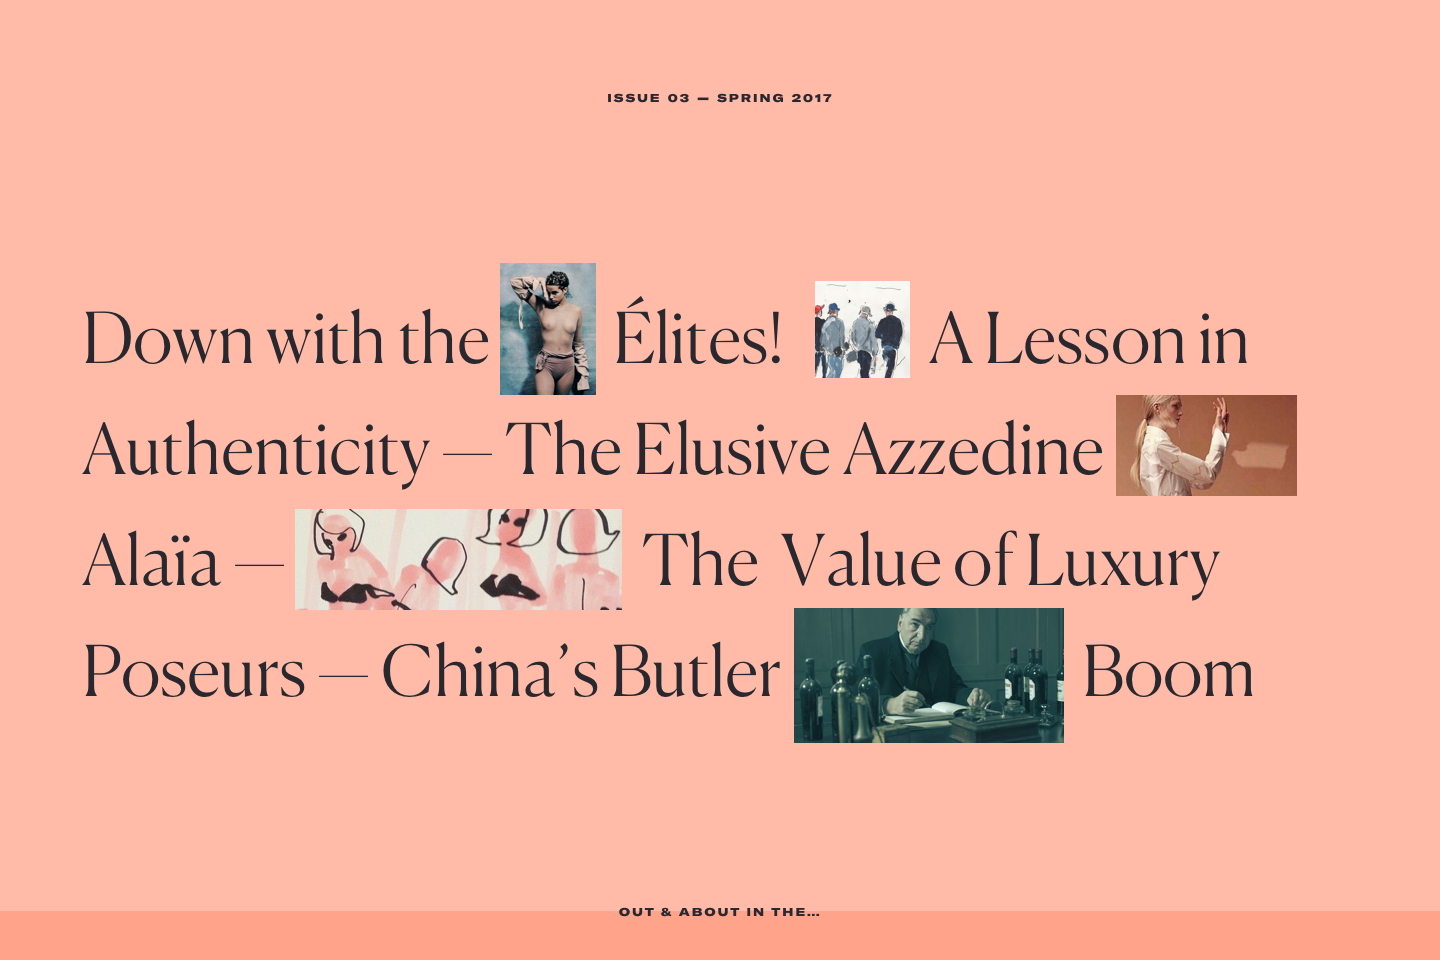 ISSUE 03 — SPRING 2017
Down with the Élites! A Lesson in
Authenticity — The Elusive Azzedine
Alaïa — The Value of Luxury
Poseurs — China’s Butler Boom
OUT & ABOUT IN THE...